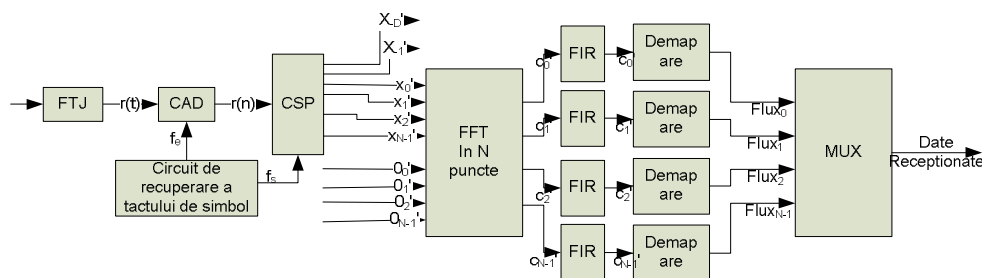 X-D'
X-1'
FTJ
r(t)
CAD
r(n)
CSP
x0'
x1'
x2'
xN-1'
fe
Circuit de
recuperare a
tactului de simbol
fs
00'
01'
02'
0N-1'
FFT
In N
puncte
c0'
FIR
c0'
Demap
are
Flux0
c1'
FIR
c1'
Demap
are
Flux1
c2'
FIR
c2'
Demap
are
Flux2
cN-1'
FIR
cN-1'
Demap
are
FluxN-1
MUX
Date
Receptionate